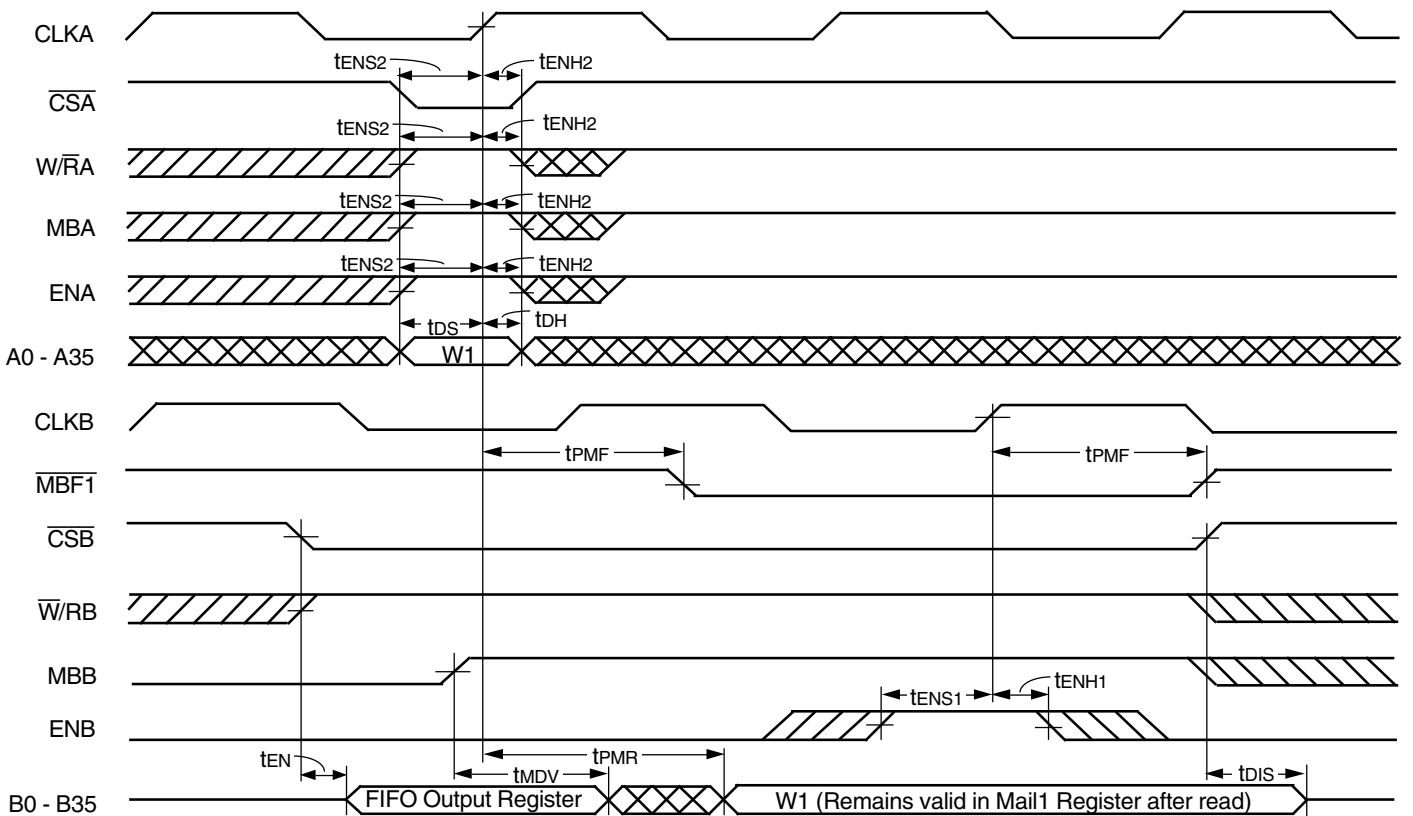 CLKA
tENS2 tENH2
CSA
tENS2 tENH2
W/RA
tENS2 tENH2
MBA
tENS2 tENH2
ENA
tDS tDH
A0 - A35 W1
CLKB
tPMF tPMF
MBF1
CSB
W/RB
MBB
tENS1 tENH1
ENB
tEN tPMR
tMDV tDIS
B0 - B35 FIFO Output Register W1 (Remains valid in Mail1 Register after read)